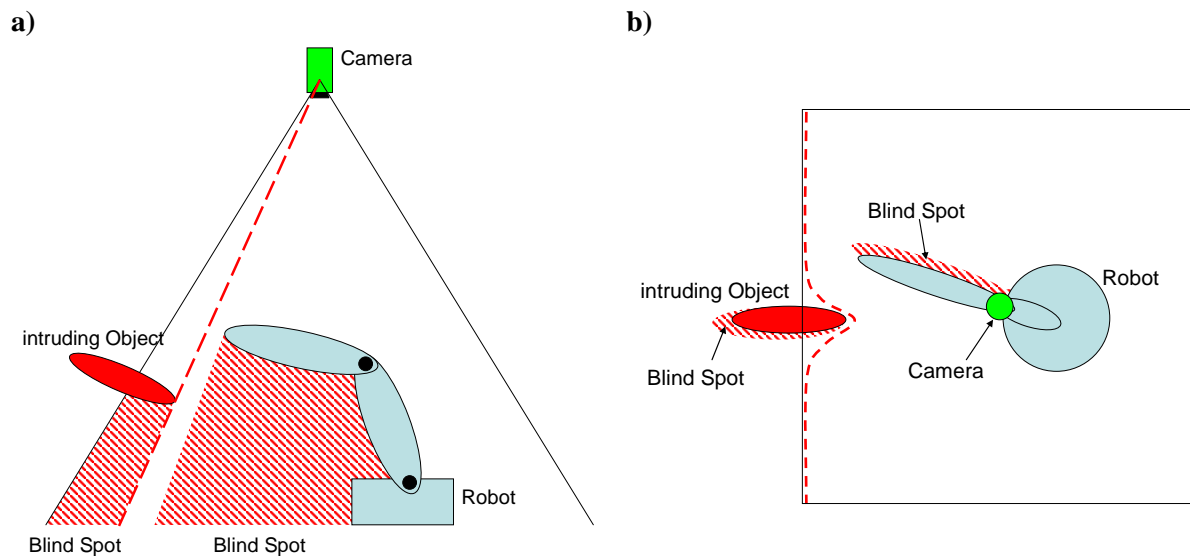 a)
Camera
intruding Object
Robot
Blind Spot
Blind Spot
b)
Blind Spot
Robot
intruding Object
Blind Spot
Camera